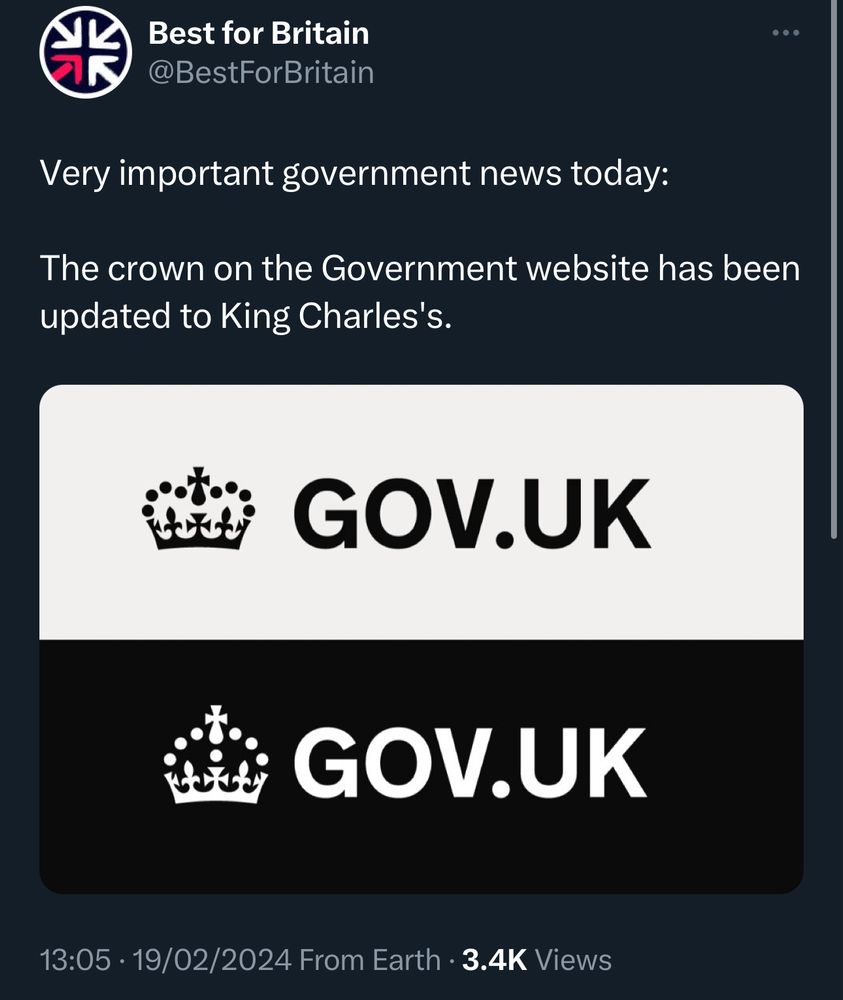 Best for Britain
@BestForBritain
Very important government news today:
The crown on the Government website has been
updated to King Charles's.
GOV.UK
GOV.UK
13:05 · 19/02/2024 From Earth · 3.4K Views